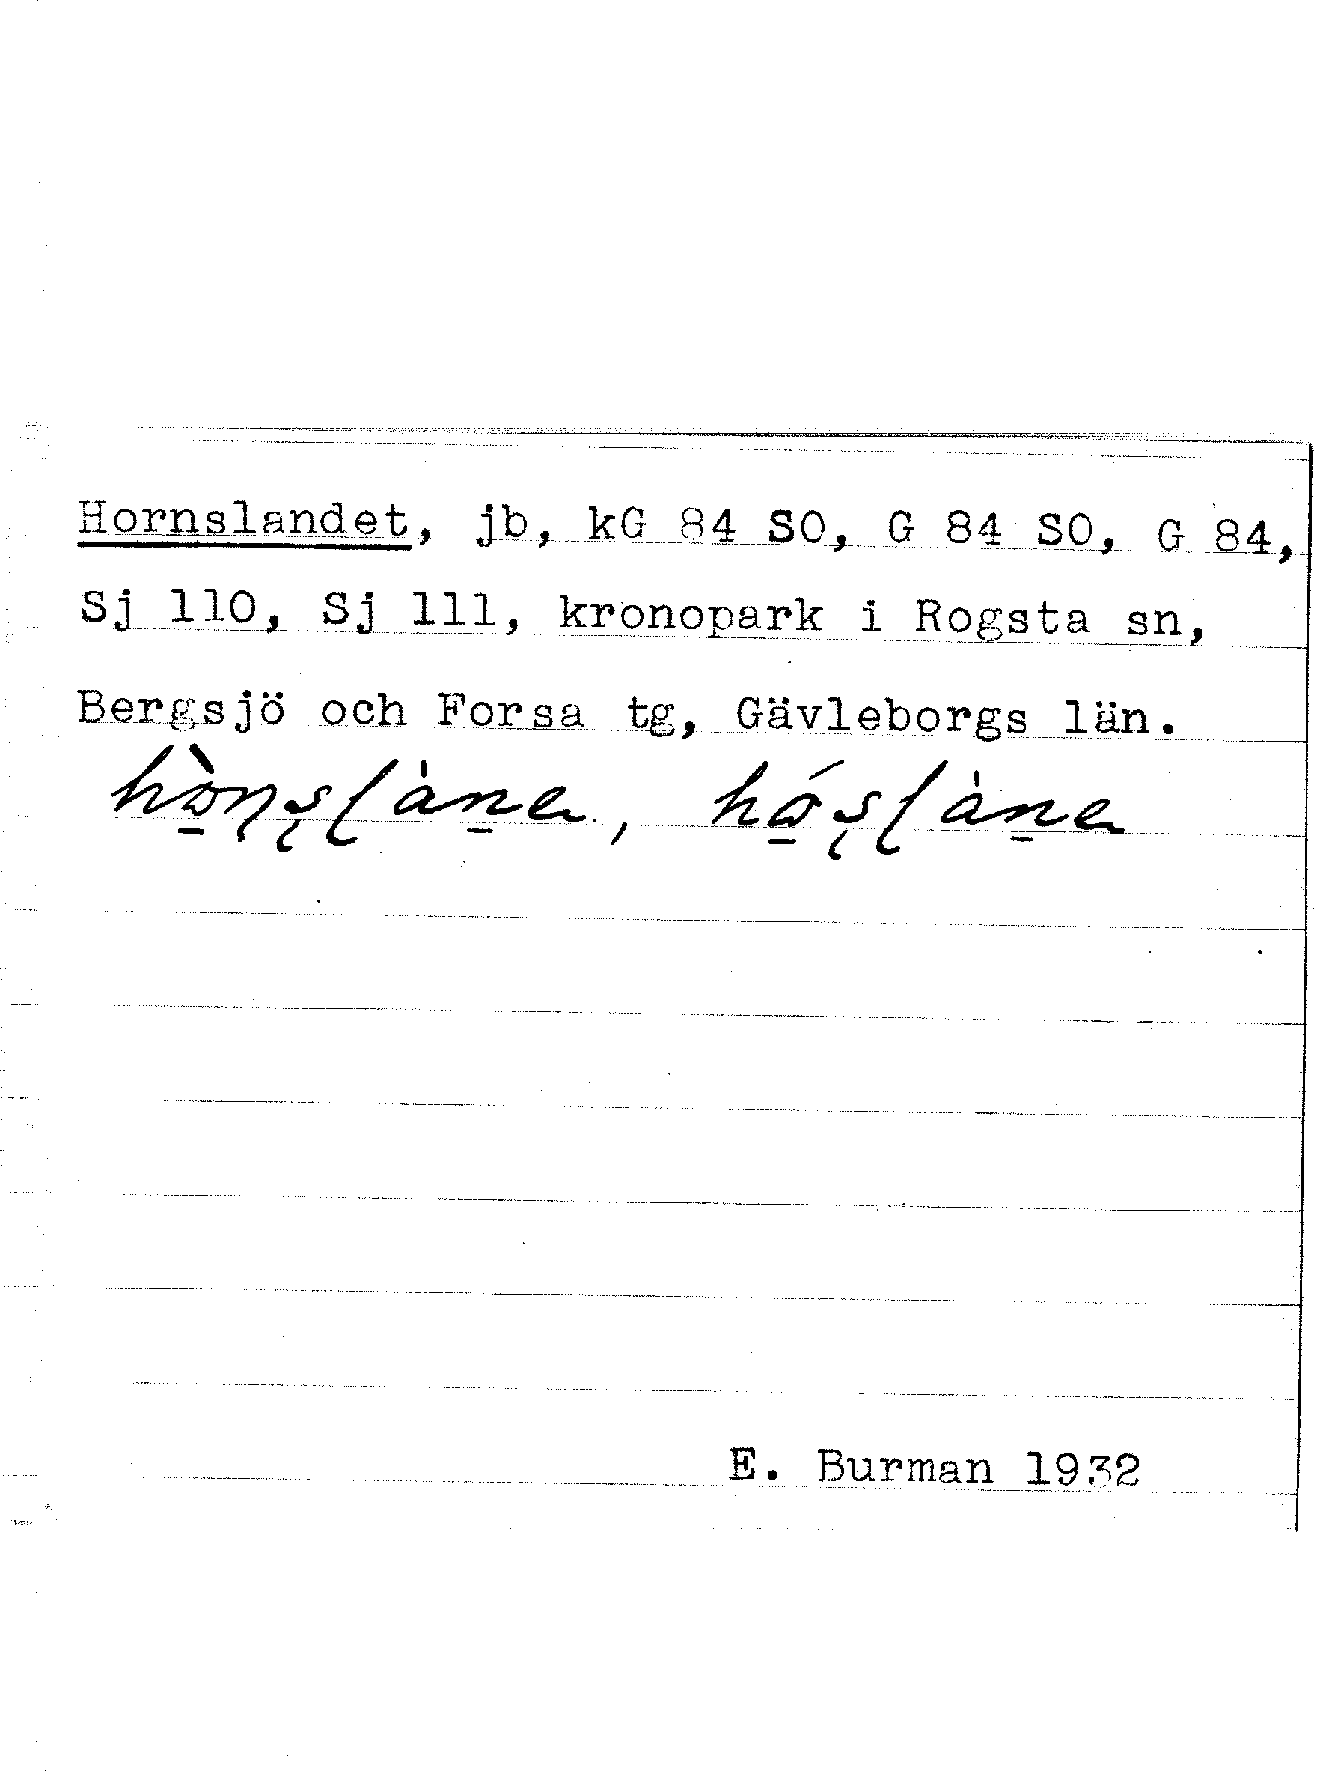 Hornslandet, jb, kG 84 SO, G 84 SO, G 84,
Sj 110, Sj 111, kronopark i Rogsta sn,
Bergsjö och Forsa tg, Gävleborgs län.
E. Burman 1932